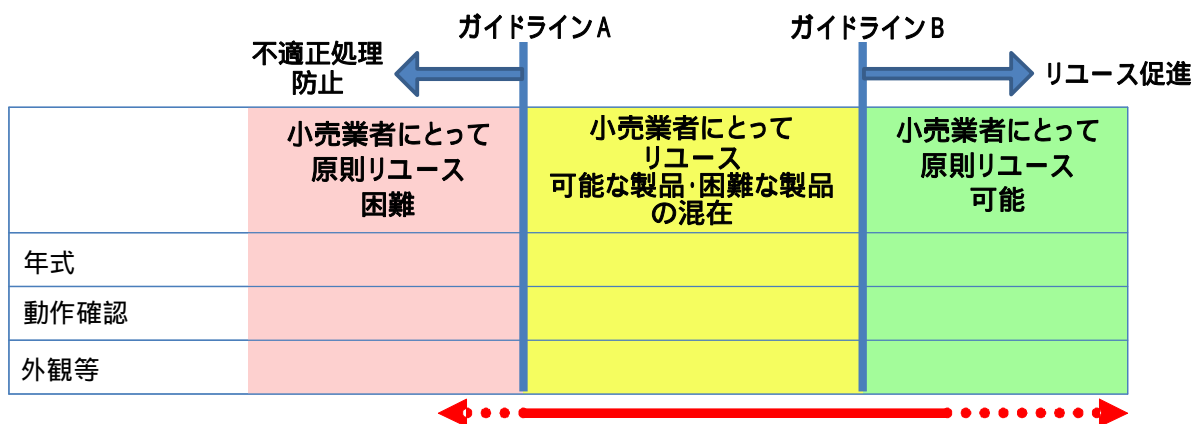 ガイドラインA
ガイドラインB
不適正処理
防止
リユース促進
小売業者にとって
原則リユース
困難
小売業者にとって
リユース
可能な製品・困難な製品
の混在
小売業者にとって
原則リユース
可能
年式
動作確認
外観等